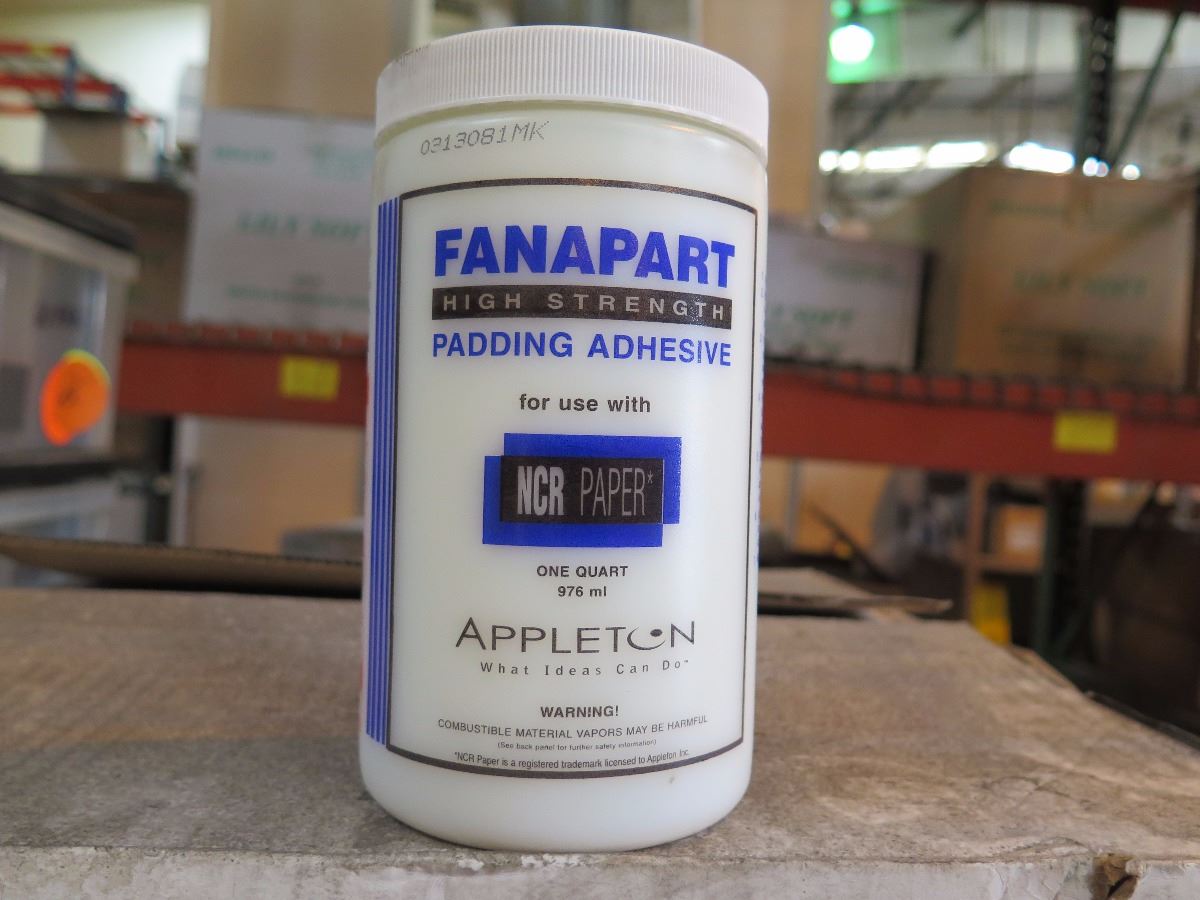 0313081MK
FANAPART
HIGH STRENGTH
PADDING ADHESIVE
for use with
NCR PAPER*
ONE QUART
976 ml
APPLETON
What Ideas Can Do™
WARNING!
COMBUSTIBLE MATERIAL VAPORS MAY BE HARMFUL
(See back panel for further safety information)
*NCR Paper is a registered trademark licensed to Appleton Inc.